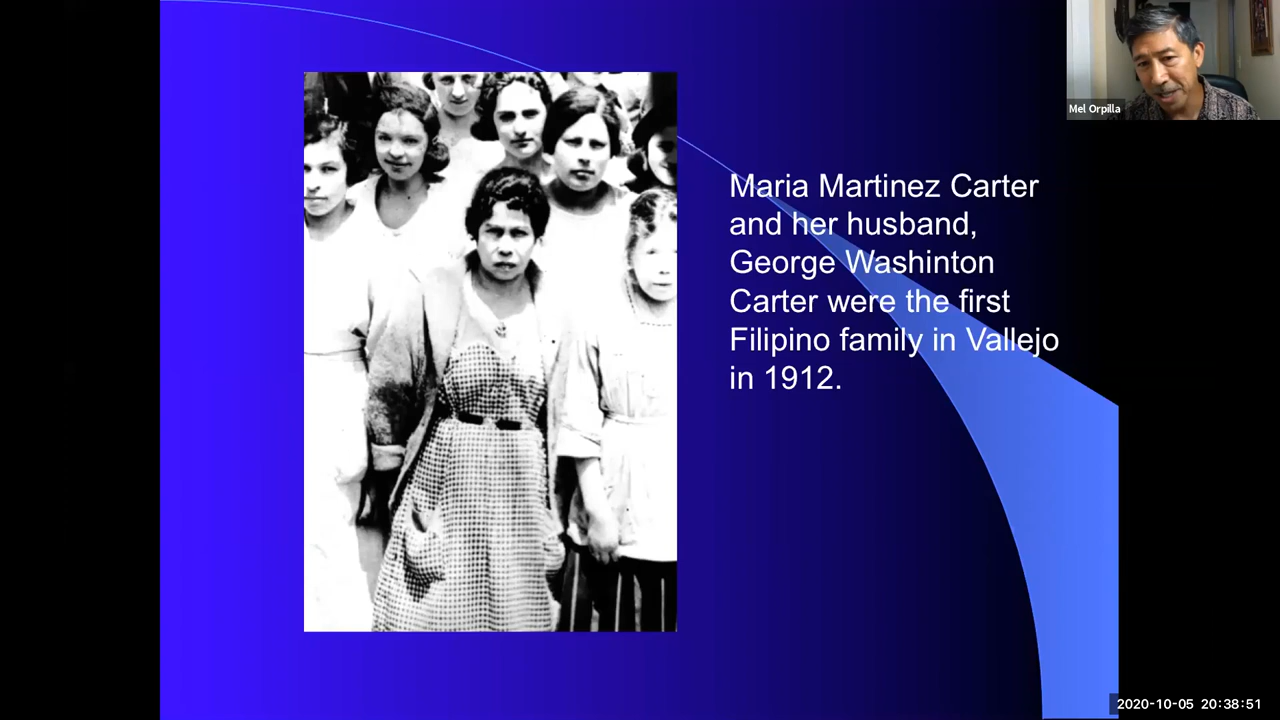 Mel Orpilla
Maria Martinez Carter
and her husband,
George Washinton
Carter were the first
Filipino family in Vallejo
in 1912.
2020-10-05 20:38:51